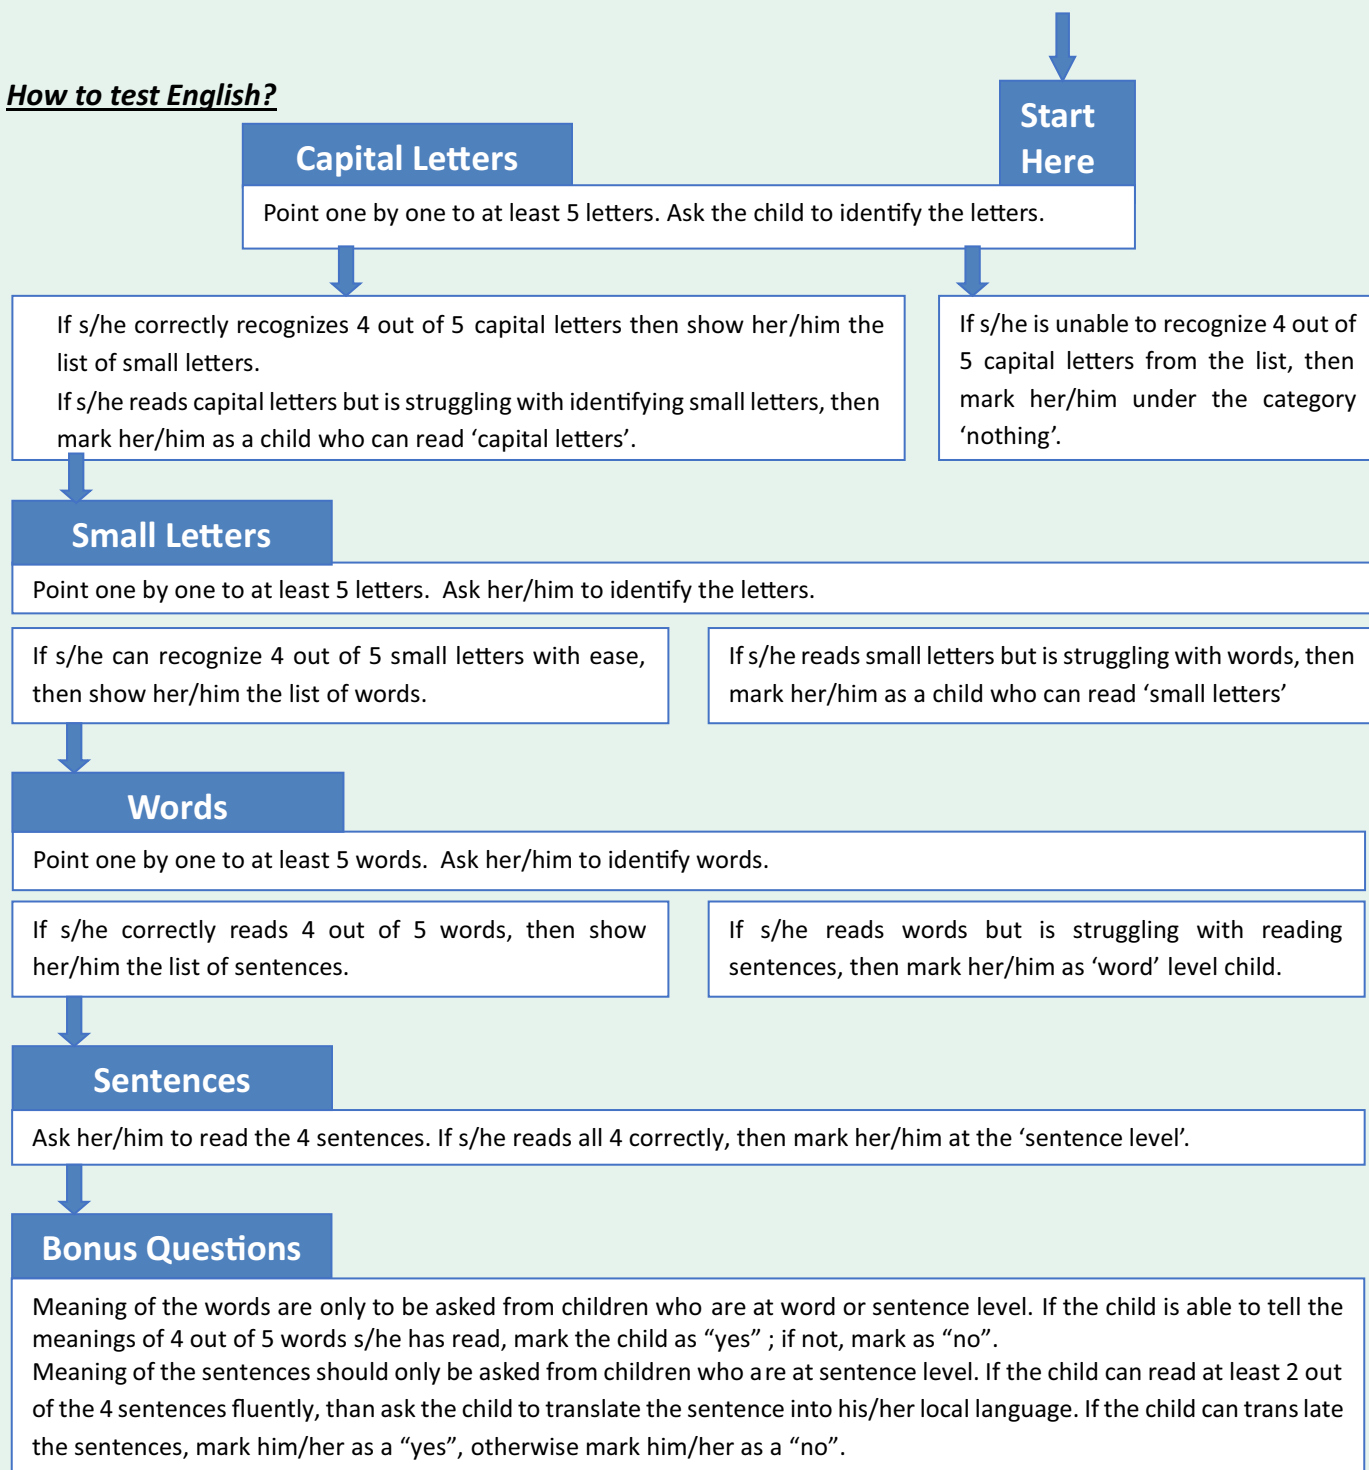 How to test English?
Start
Here
Capital Letters
Point one by one to at least 5 letters. Ask the child to identify the letters.
If s/he correctly recognizes 4 out of 5 capital letters then show her/him the
list of small letters.
If s/he reads capital letters but is struggling with identifying small letters, then
mark her/him as a child who can read ‘capital letters’.
If s/he is unable to recognize 4 out of
5 capital letters from the list, then
mark her/him under the category
‘nothing’.
Small Letters
Point one by one to at least 5 letters. Ask her/him to identify the letters.
If s/he can recognize 4 out of 5 small letters with ease,
then show her/him the list of words.
If s/he reads small letters but is struggling with words, then
mark her/him as a child who can read ‘small letters’
Words
Point one by one to at least 5 words. Ask her/him to identify words.
If s/he correctly reads 4 out of 5 words, then show
her/him the list of sentences.
If s/he reads words but is struggling with reading
sentences, then mark her/him as ‘word’ level child.
Sentences
Ask her/him to read the 4 sentences. If s/he reads all 4 correctly, then mark her/him at the ‘sentence level’.
Bonus Questions
Meaning of the words are only to be asked from children who are at word or sentence level. If the child is able to tell the
meanings of 4 out of 5 words s/he has read, mark the child as “yes” ; if not, mark as “no”.
Meaning of the sentences should only be asked from children who are at sentence level. If the child can read at least 2 out
of the 4 sentences fluently, than ask the child to translate the sentence into his/her local language. If the child can trans late
the sentences, mark him/her as a “yes”, otherwise mark him/her as a “no”.